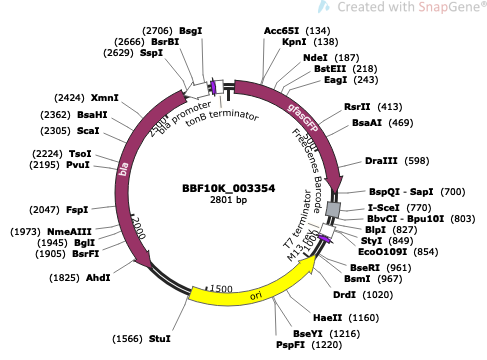 Created with SnapGene®
(2706) BsgI
(2666) BsrBI
(2629) SspI
Acc65I (134)
KpnI (138)
NdeI (187)
BstEII (218)
EagI (243)
RsrII (413)
BsaAI (469)
DraIII (598)
BspQI - SapI (700)
I-SceI (770)
BbvCI - Bpu10I (803)
BlpI (827)
StyI (849)
EcoO109I (854)
BseRI (961)
BsmI (967)
DrdI (1020)
HaeII (1160)
BseYI (1216)
PspFI (1220)
(1566) StuI
(1825) AhdI
(1905) BsrFI
(1945) BglI
(1973) NmeAIII
(2047) FspI
(2195) PvuI
(2224) TsoI
(2305) ScaI
(2362) BsaHI
(2424) XmnI
bla promoter
tonB terminator
gfasGFP
FreeGenes Barcode
T7 terminator
M13 rev
ori
bla
500
1000
1500
2000
2500
BBF10K_003354
2801 bp